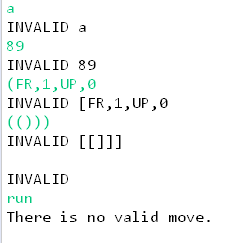 a
INVALID a
89
INVALID 89
(FR,1,UP,0
INVALID [FR,1,UP,0
(()))
INVALID [[]]]

INVALID
run
There is no valid move.